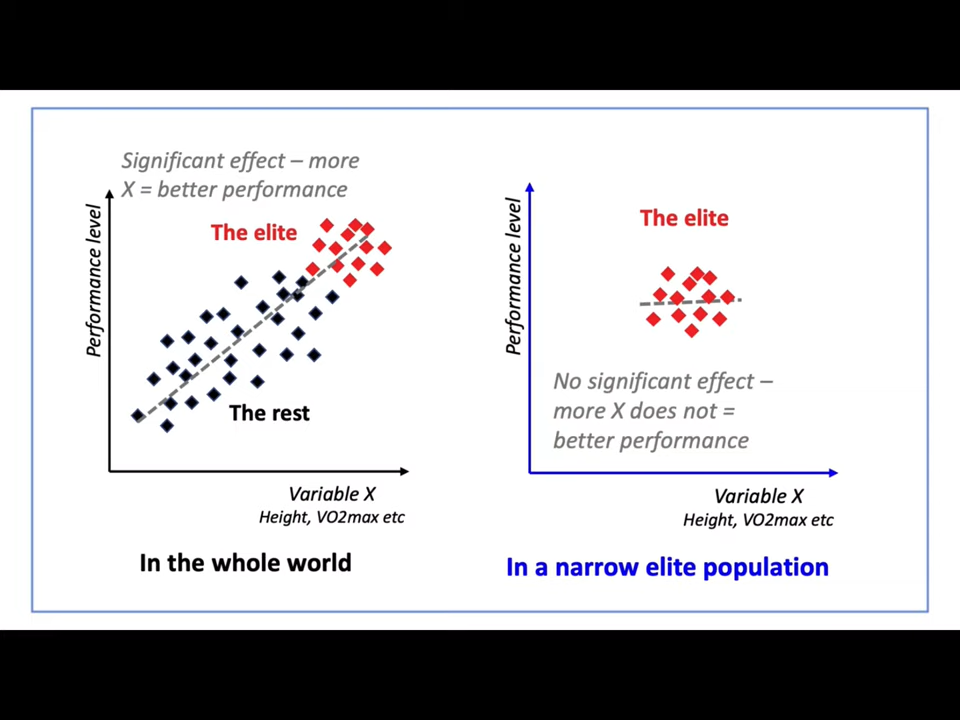 Significant effect – more
X = better performance
Performance level
The elite
The rest
Variable X
Height, VO2max etc
In the whole world
Performance level
The elite
No significant effect –
more X does not =
better performance
Variable X
Height, VO2max etc
In a narrow elite population